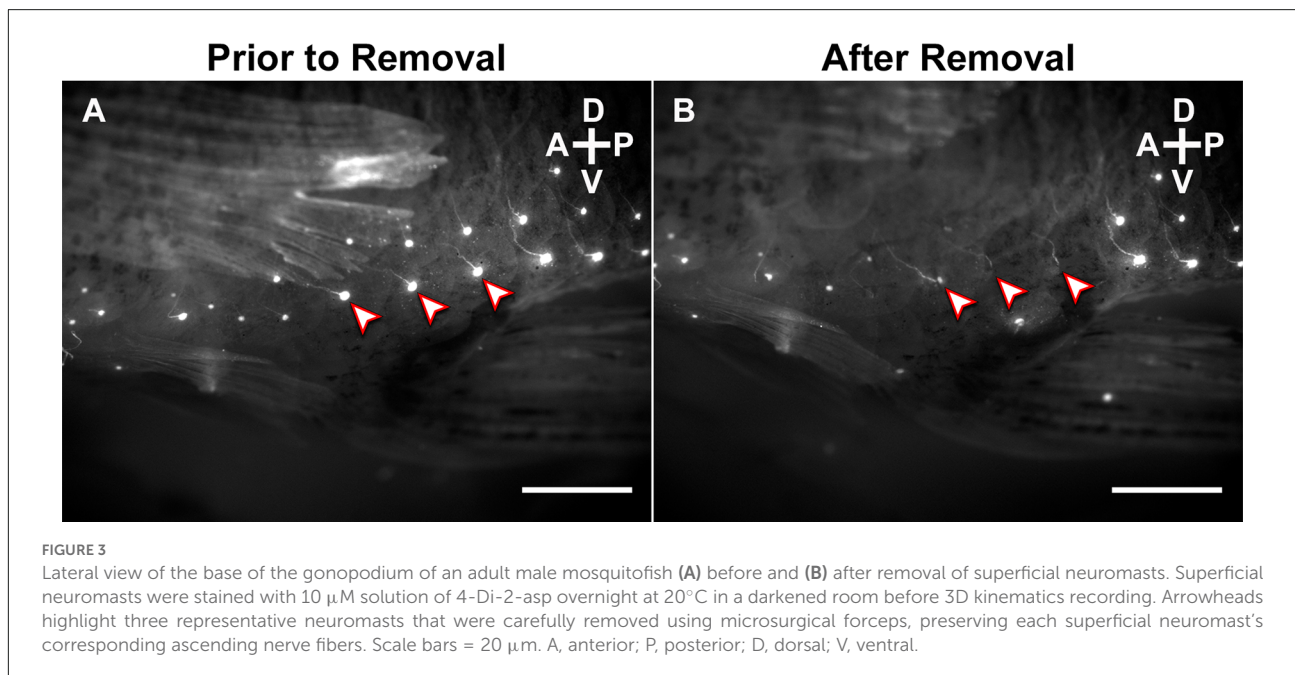 Prior to Removal
After Removal
A
D
A P
V
B
D
A P
V
FIGURE 3
Lateral view of the base of the gonopodium of an adult male mosquitofish (A) before and (B) after removal of superficial neuromasts. Superficial
neuromasts were stained with 10 μM solution of 4-Di-2-asp overnight at 20°C in a darkened room before 3D kinematics recording. Arrowheads
highlight three representative neuromasts that were carefully removed using microsurgical forceps, preserving each superficial neuromast's
corresponding ascending nerve fibers. Scale bars = 20 μm. A, anterior; P, posterior; D, dorsal; V, ventral.